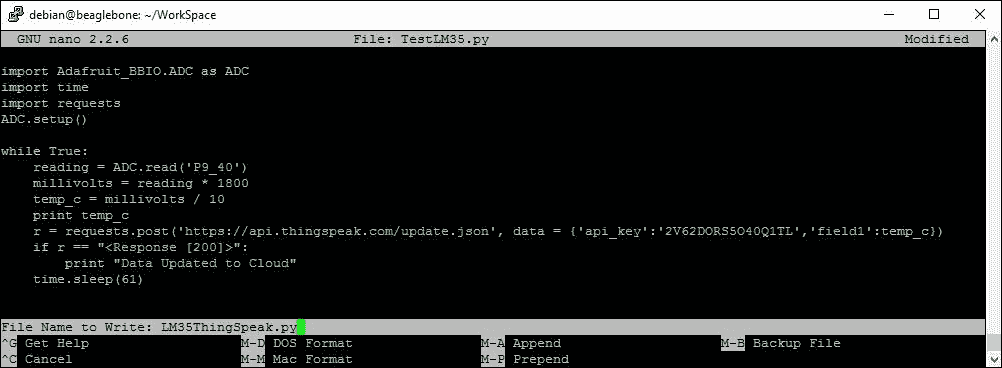 debian@beaglebone: ~/WorkSpace
GNU nano 2.2.6 File: TestLM35.py Modified
import Adafruit_BBIO.ADC as ADC
import time
import requests
ADC.setup()
while True:
    reading = ADC.read('P9_40')
    millivolts = reading * 1800
    temp_c = millivolts / 10
    print temp_c
    r = requests.post('https://api.thingspeak.com/update.json', data = {'api_key':'2V62DORS5O40Q1TL','field1':temp_c})
    if r == "<Response [200]>":
        print "Data Updated to Cloud"
    time.sleep(61)
File Name to Write: LM35ThingSpeak.py
^G Get Help M-D DOS Format M-A Append M-B Backup File
^C Cancel M-M Mac Format M-P Prepend